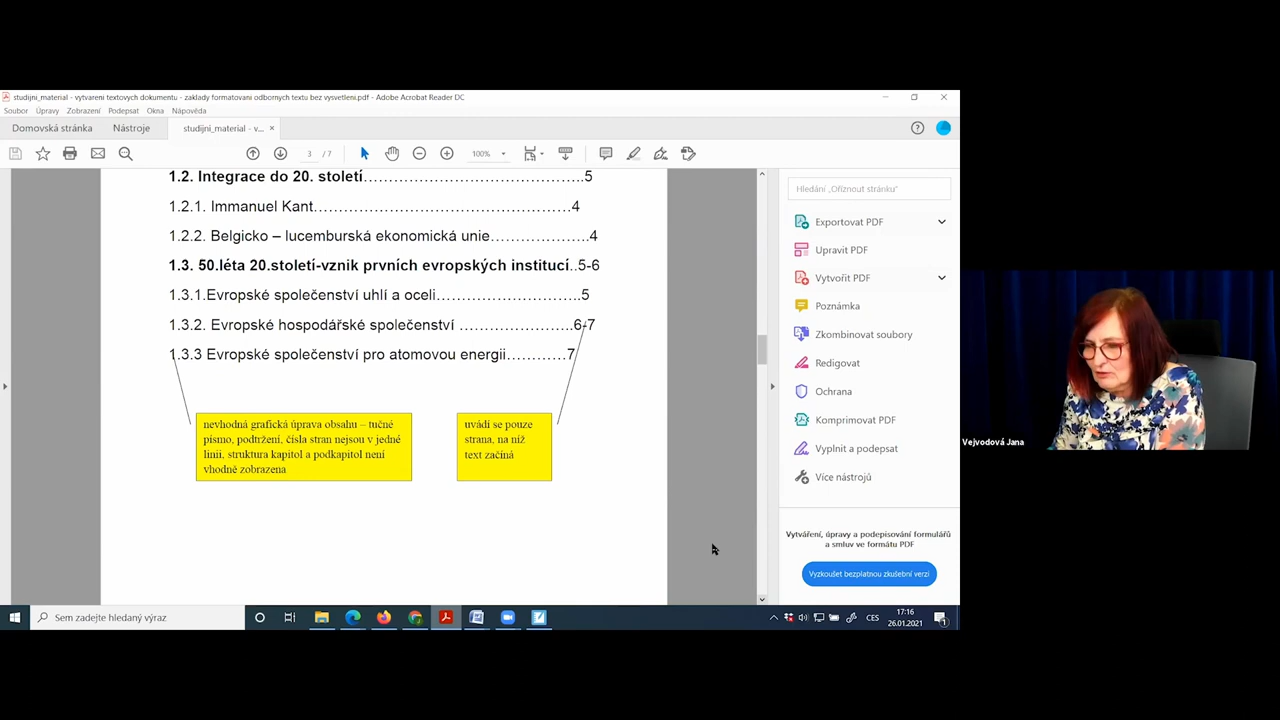 studijni_material - vytvareni textovych dokumentu - zaklady formatovani odbornych textu bez vysvetleni.pdf - Adobe Acrobat Reader DC
Soubor Úpravy Zobrazení Podepsat Okna Nápověda
Domovská stránka Nástroje studijní_material - v... ×
3 / 7 100%
1.2. Integrace do 20. století……………………………………..5
1.2.1. Immanuel Kant……………………………………………4
1.2.2. Belgicko – lucemburská ekonomická unie………………..4
1.3. 50.léta 20.století-vznik prvních evropských institucí..5-6
1.3.1.Evropské společenství uhlí a oceli………………………..5
1.3.2. Evropské hospodářské společenství …………………..6-7
1.3.3 Evropské společenství pro atomovou energii…………7
nevhodná grafická úprava obsahu – tučné
písmo, podtržení, čísla stran nejsou v jedné
linii, struktura kapitol a podkapitol není
vhodně zobrazena
uvádí se pouze
strana, na níž
text začíná
Hledání „Oříznout stránku“
Exportovat PDF
Upravit PDF
Vytvořit PDF
Poznámka
Zkombinovat soubory
Redigovat
Ochrana
Komprimovat PDF
Vyplnit a podepsat
Více nástrojů
Vytváření, úpravy a podepisování formulářů
a smluv ve formátu PDF
Vyzkoušet bezplatnou zkušební verzi
Vejvodová Jana
Sem zadejte hledaný výraz
CES
17:16
26.01.2021
1